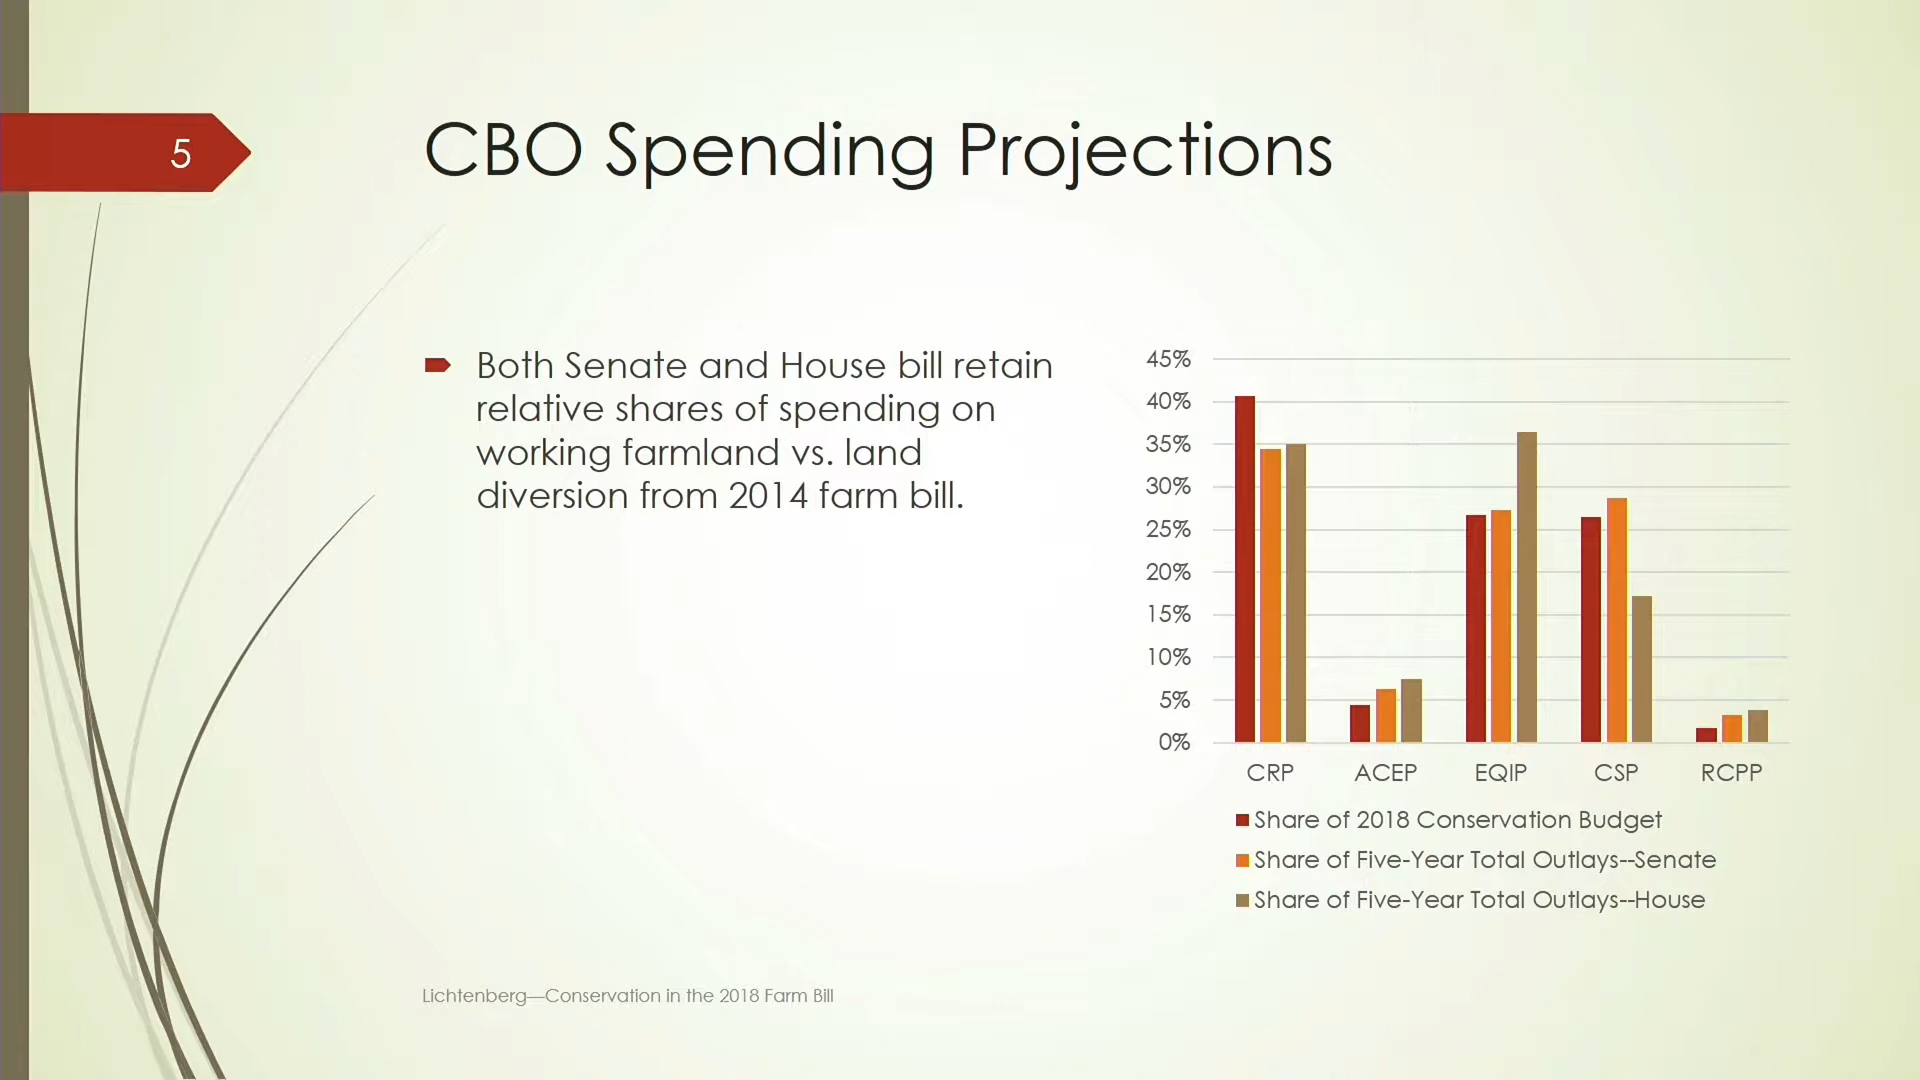 5
CBO Spending Projections
Both Senate and House bill retain
relative shares of spending on
working farmland vs. land
diversion from 2014 farm bill.
45%
40%
35%
30%
25%
20%
15%
10%
5%
0%
CRP ACEP EQIP CSP RCPP
Share of 2018 Conservation Budget
Share of Five-Year Total Outlays--Senate
Share of Five-Year Total Outlays--House
Lichtenberg—Conservation in the 2018 Farm Bill